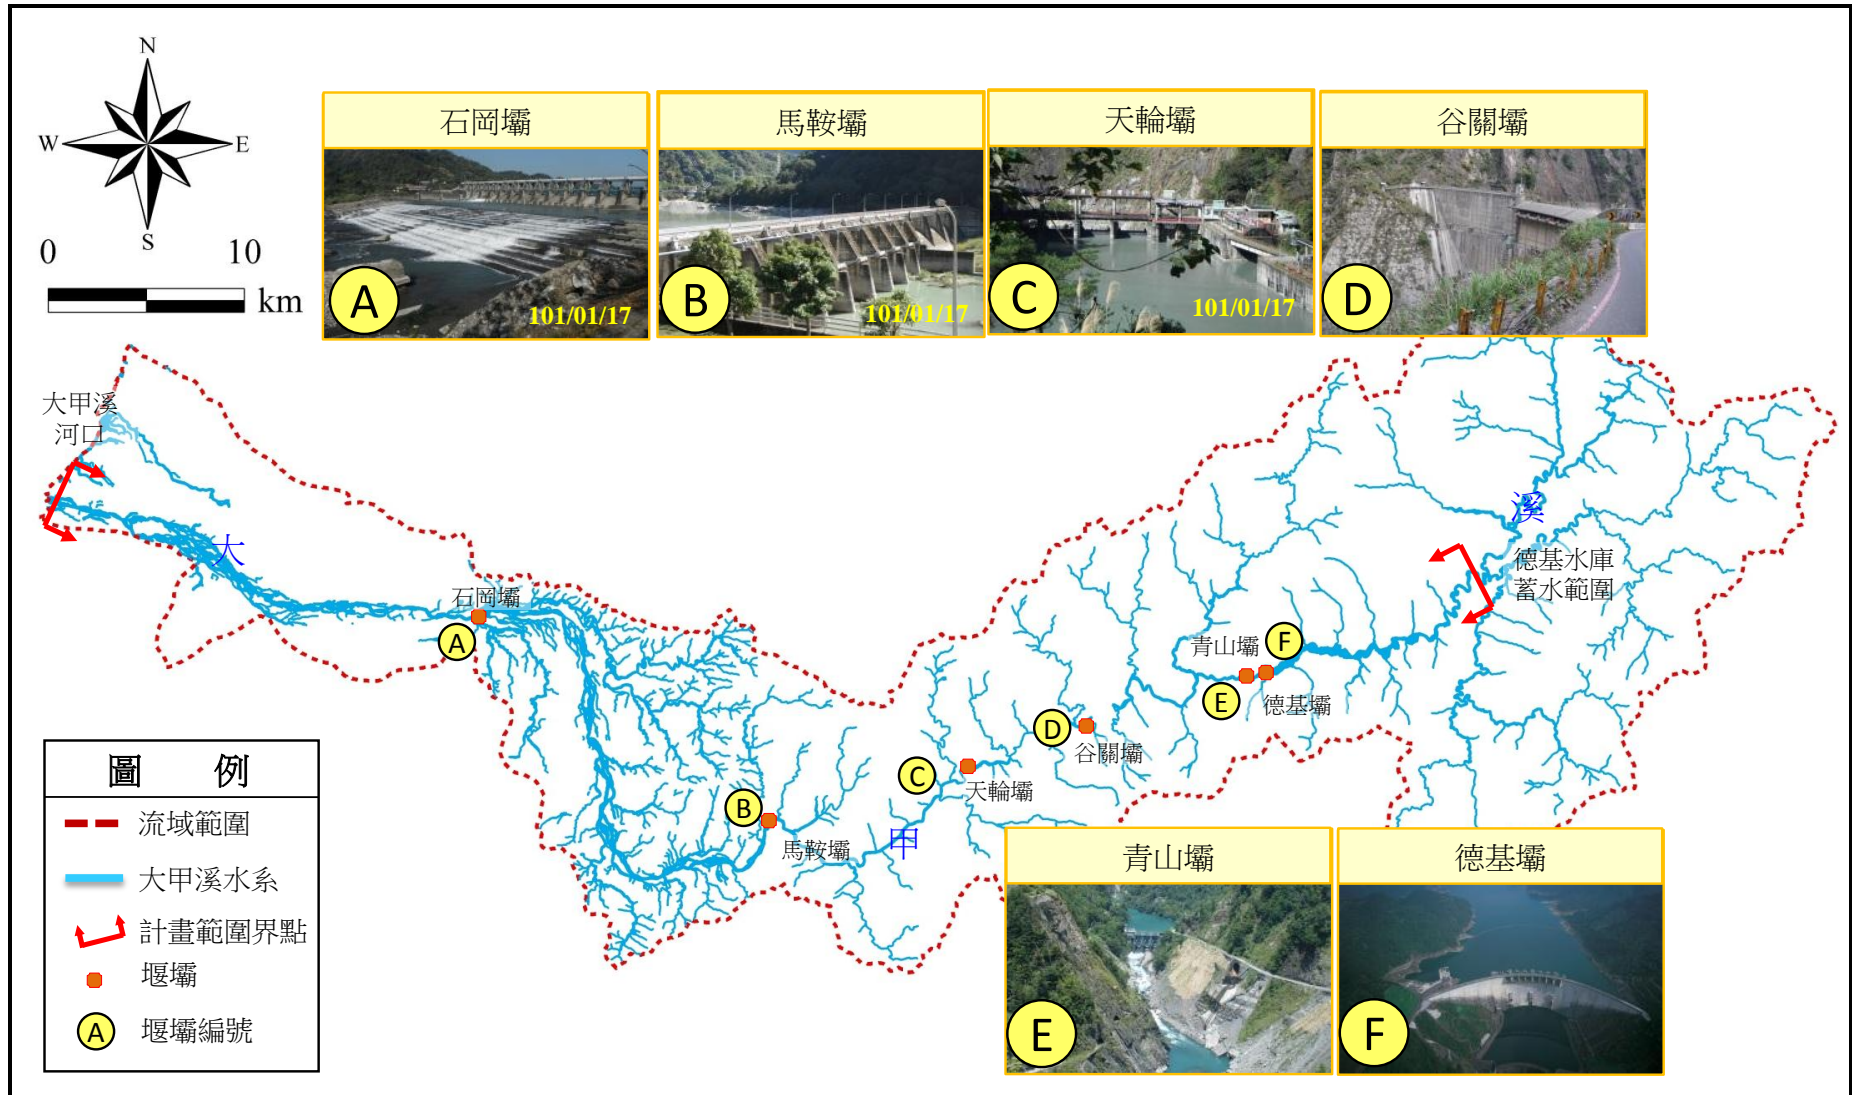 N
W
E
S
0 10
km
石岡壩
A
101/01/17
馬鞍壩
B
101/01/17
天輪壩
C
101/01/17
谷關壩
D
大甲溪
河口
大
石岡壩
A
B
馬鞍壩
甲
C
天輪壩
D
谷關壩
青山壩
E
F
德基壩
溪
德基水庫
蓄水範圍
圖 例
流域範圍
大甲溪水系
計畫範圍界點
堰壩
A 堰壩編號
青山壩
E
德基壩
F